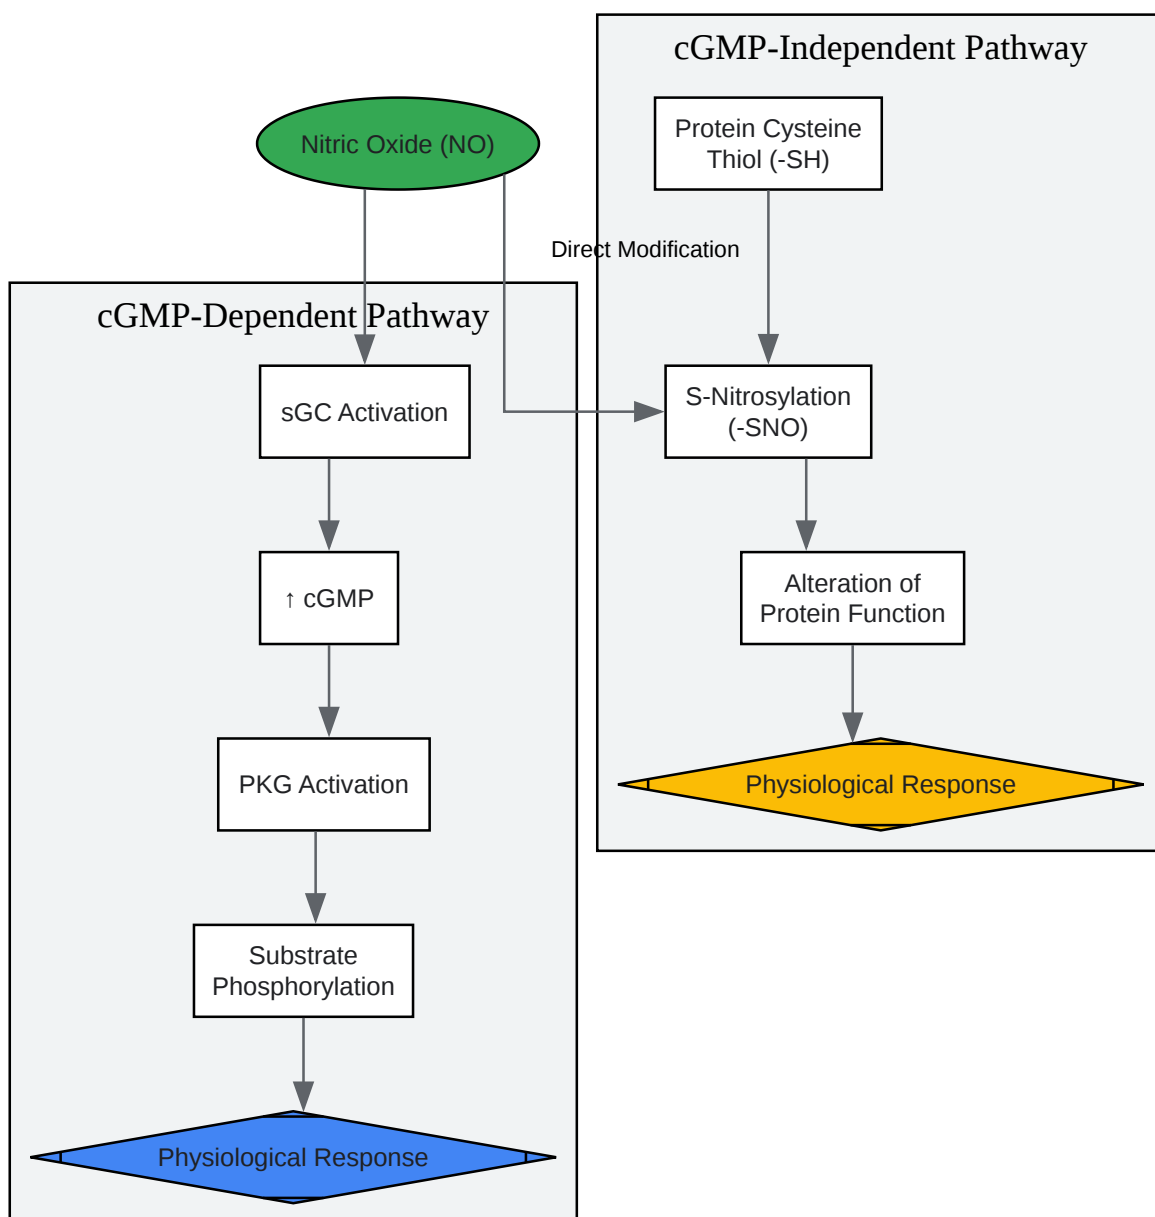 cGMP-Independent Pathway
Nitric Oxide (NO)
Protein Cysteine
Thiol (-SH)
Direct Modification
cGMP-Dependent Pathway
sGC Activation
S-Nitrosylation
(-SNO)
↑ cGMP
Alteration of
Protein Function
PKG Activation
Physiological Response
Substrate
Phosphorylation
Physiological Response